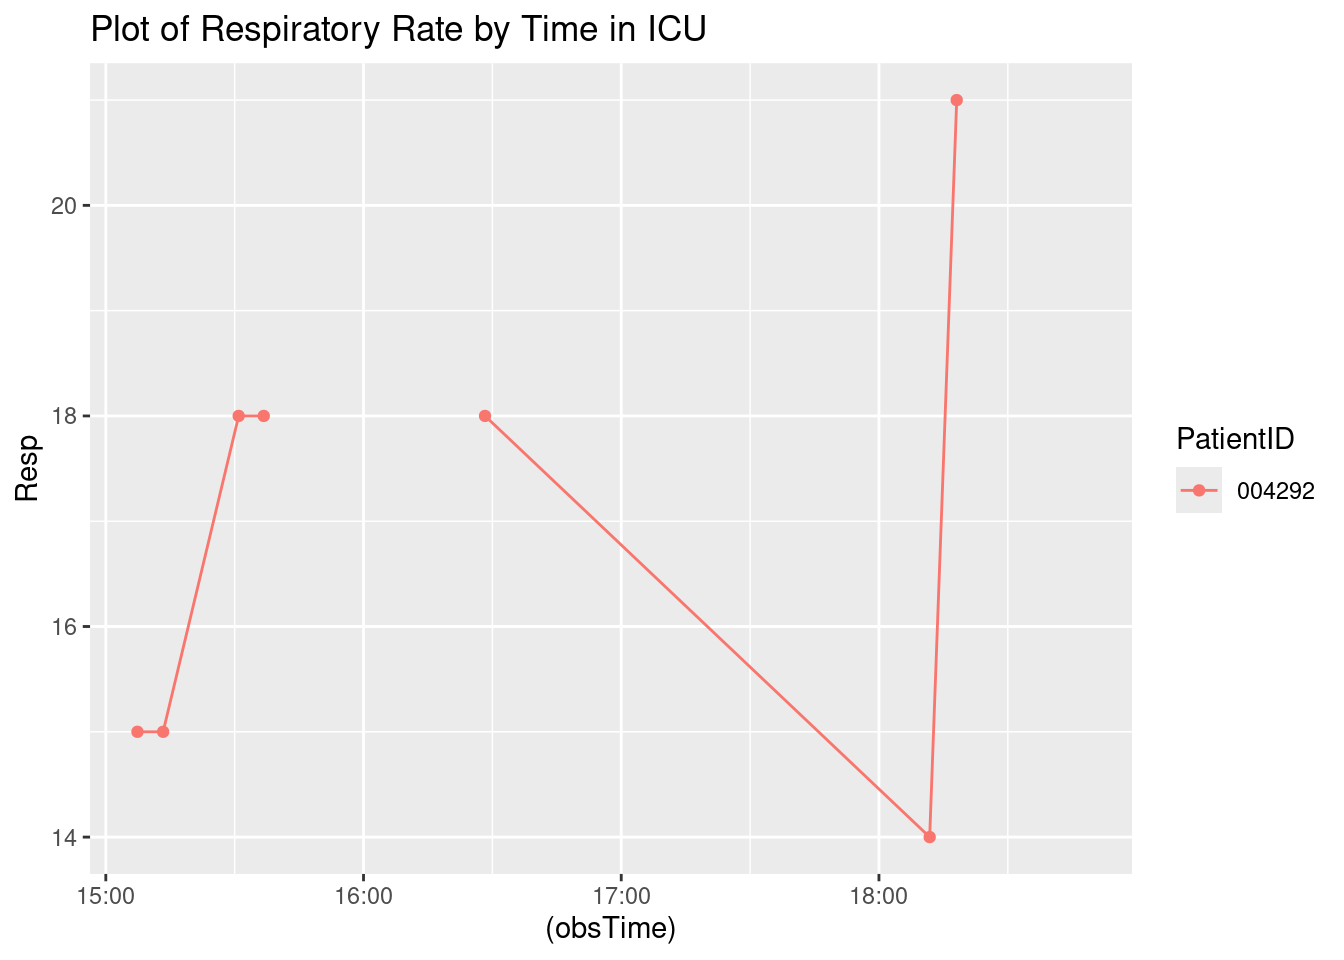 Plot of Respiratory Rate by Time in ICU
20
18
16
14
Resp
15:00 16:00 17:00 18:00
(obsTime)
PatientID
004292